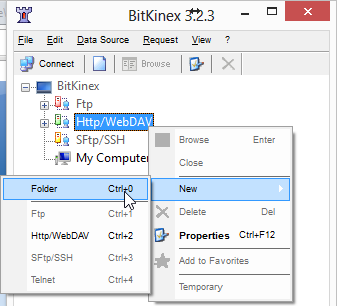 BitKinex 3.2.3
File Edit Data Source Request View ?
Connect Browse
BitKinex
Ftp
Http/WebDAV
SFtp/SSH
My Computer
Browse Enter
Close
New
Delete Del
Properties Ctrl+F12
Add to Favorites
Temporary
Folder Ctrl+0
Ftp Ctrl+1
Http/WebDAV Ctrl+2
SFtp/SSH Ctrl+3
Telnet Ctrl+4